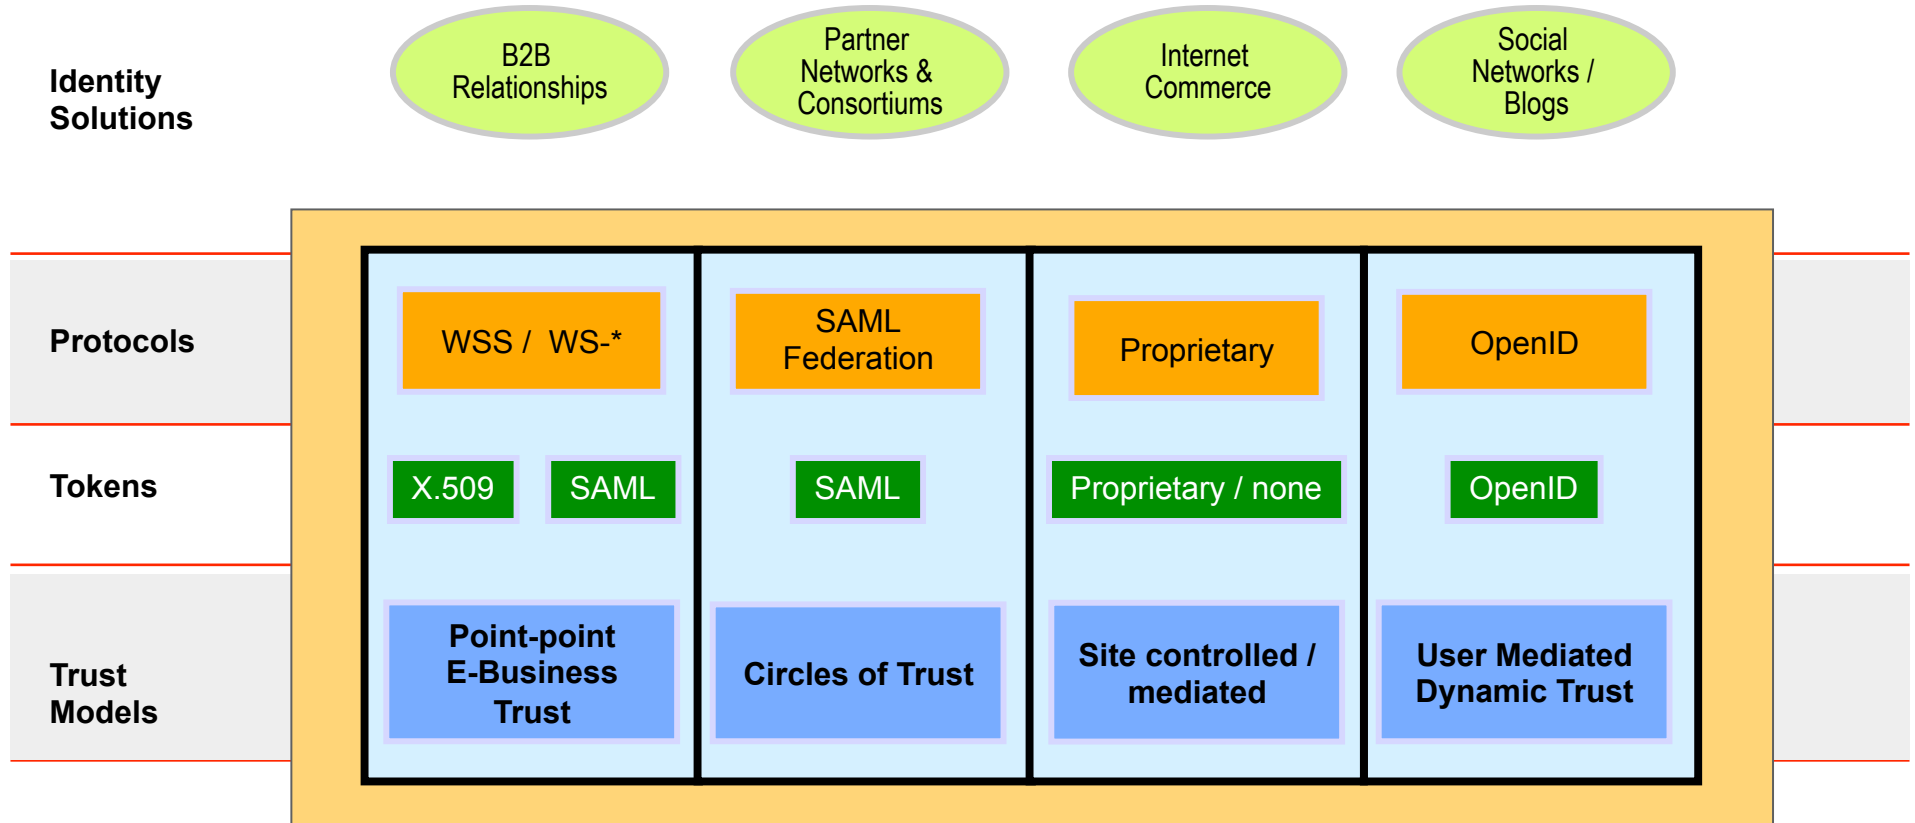 Identity
Solutions
B2B
Relationships
Partner
Networks &
Consortiums
Internet
Commerce
Social
Networks /
Blogs
Protocols
WSS /  WS-*
SAML
Federation
Proprietary
OpenID
Tokens
X.509
SAML
SAML
Proprietary / none
OpenID
Trust
Models
Point-point
E-Business
Trust
Circles of Trust
Site controlled /
mediated
User Mediated
Dynamic Trust